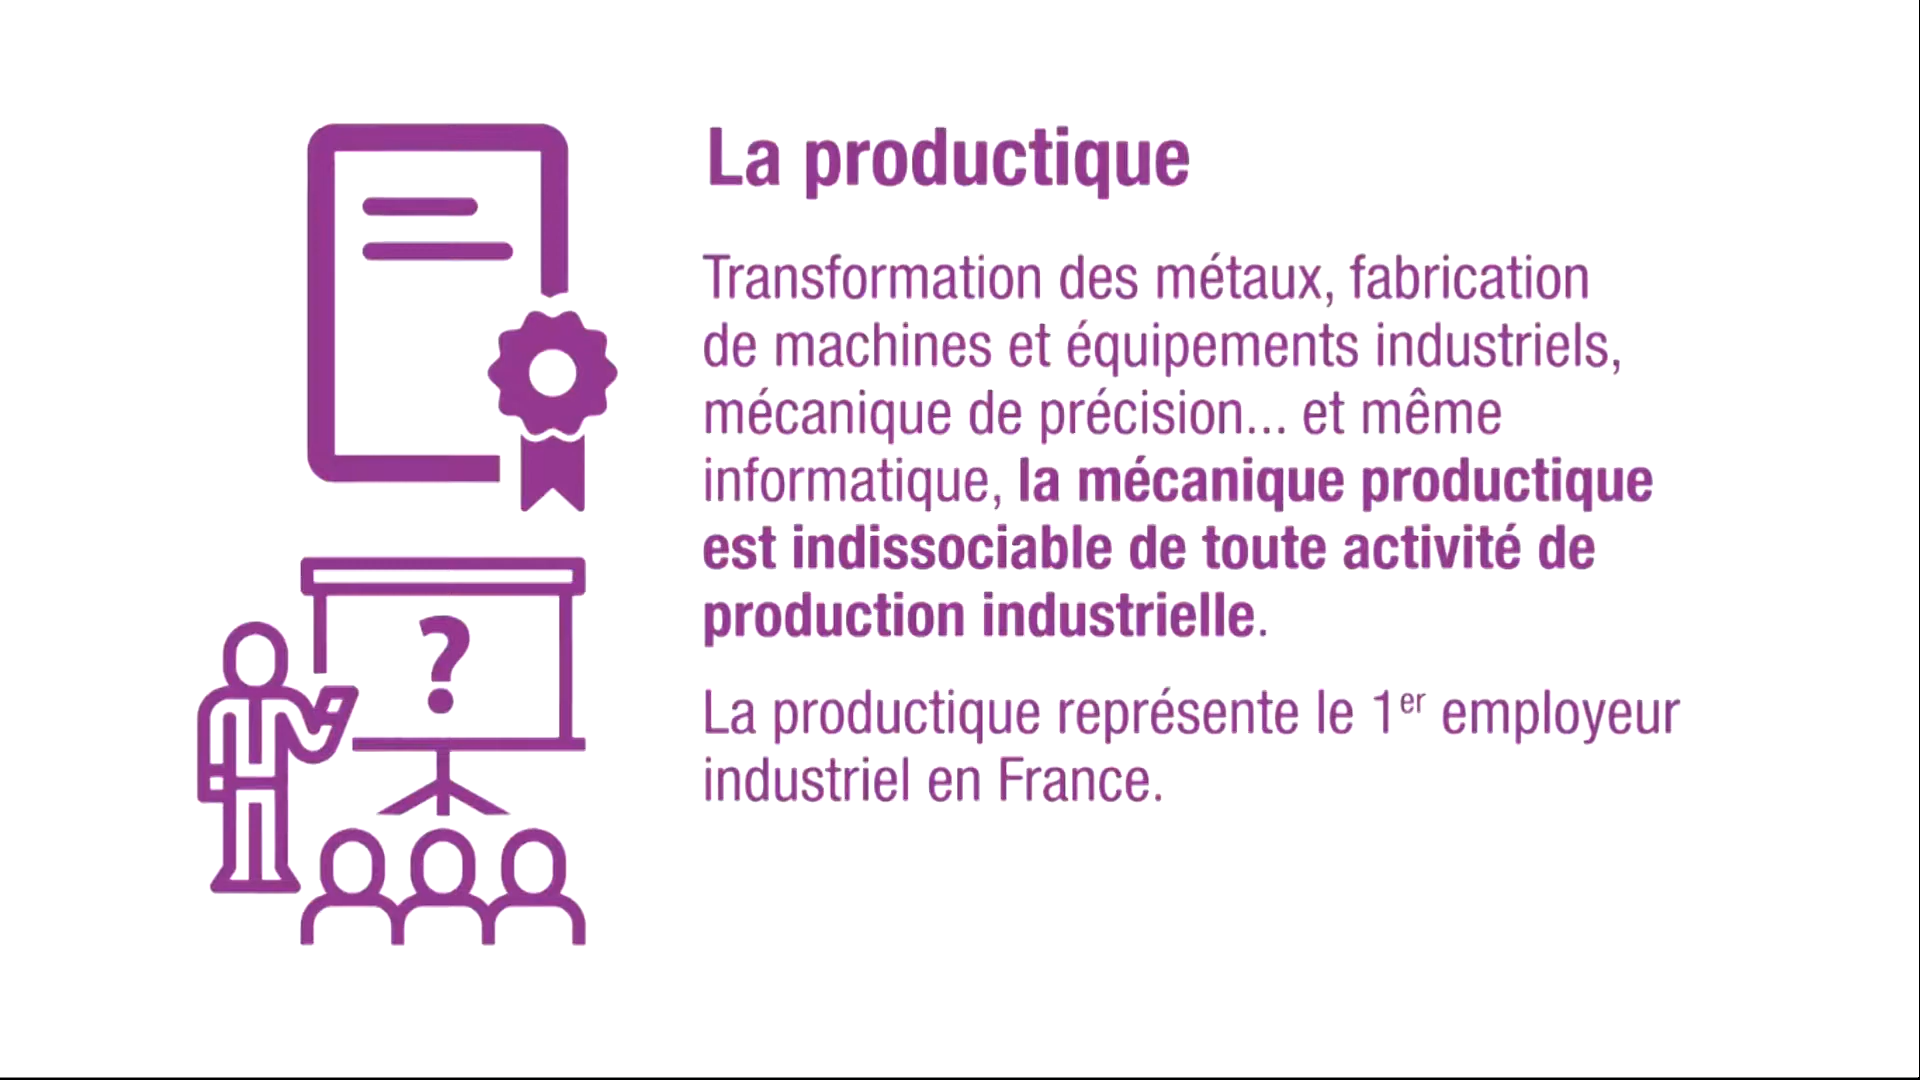 La productique
Transformation des métaux, fabrication
de machines et équipements industriels,
mécanique de précision... et même
informatique, la mécanique productique
est indissociable de toute activité de
production industrielle.
La productique représente le 1er employeur
industriel en France.
?